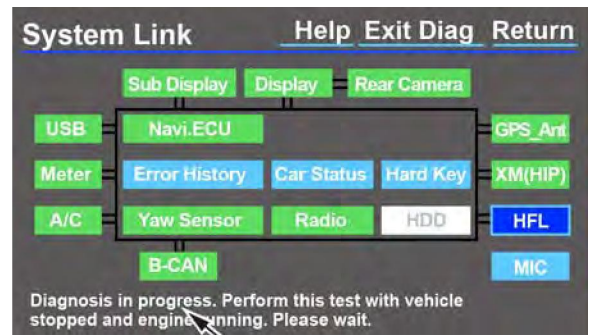 System Link Help Exit Diag Return
Sub Display Display Rear Camera
USB Navi.ECU GPS_Ant
Meter Error History Car Status Hard Key XM(HIP)
A/C Yaw Sensor Radio HDD HFL
B-CAN MIC
Diagnosis in progress. Perform this test with vehicle
stopped and engine running. Please wait.